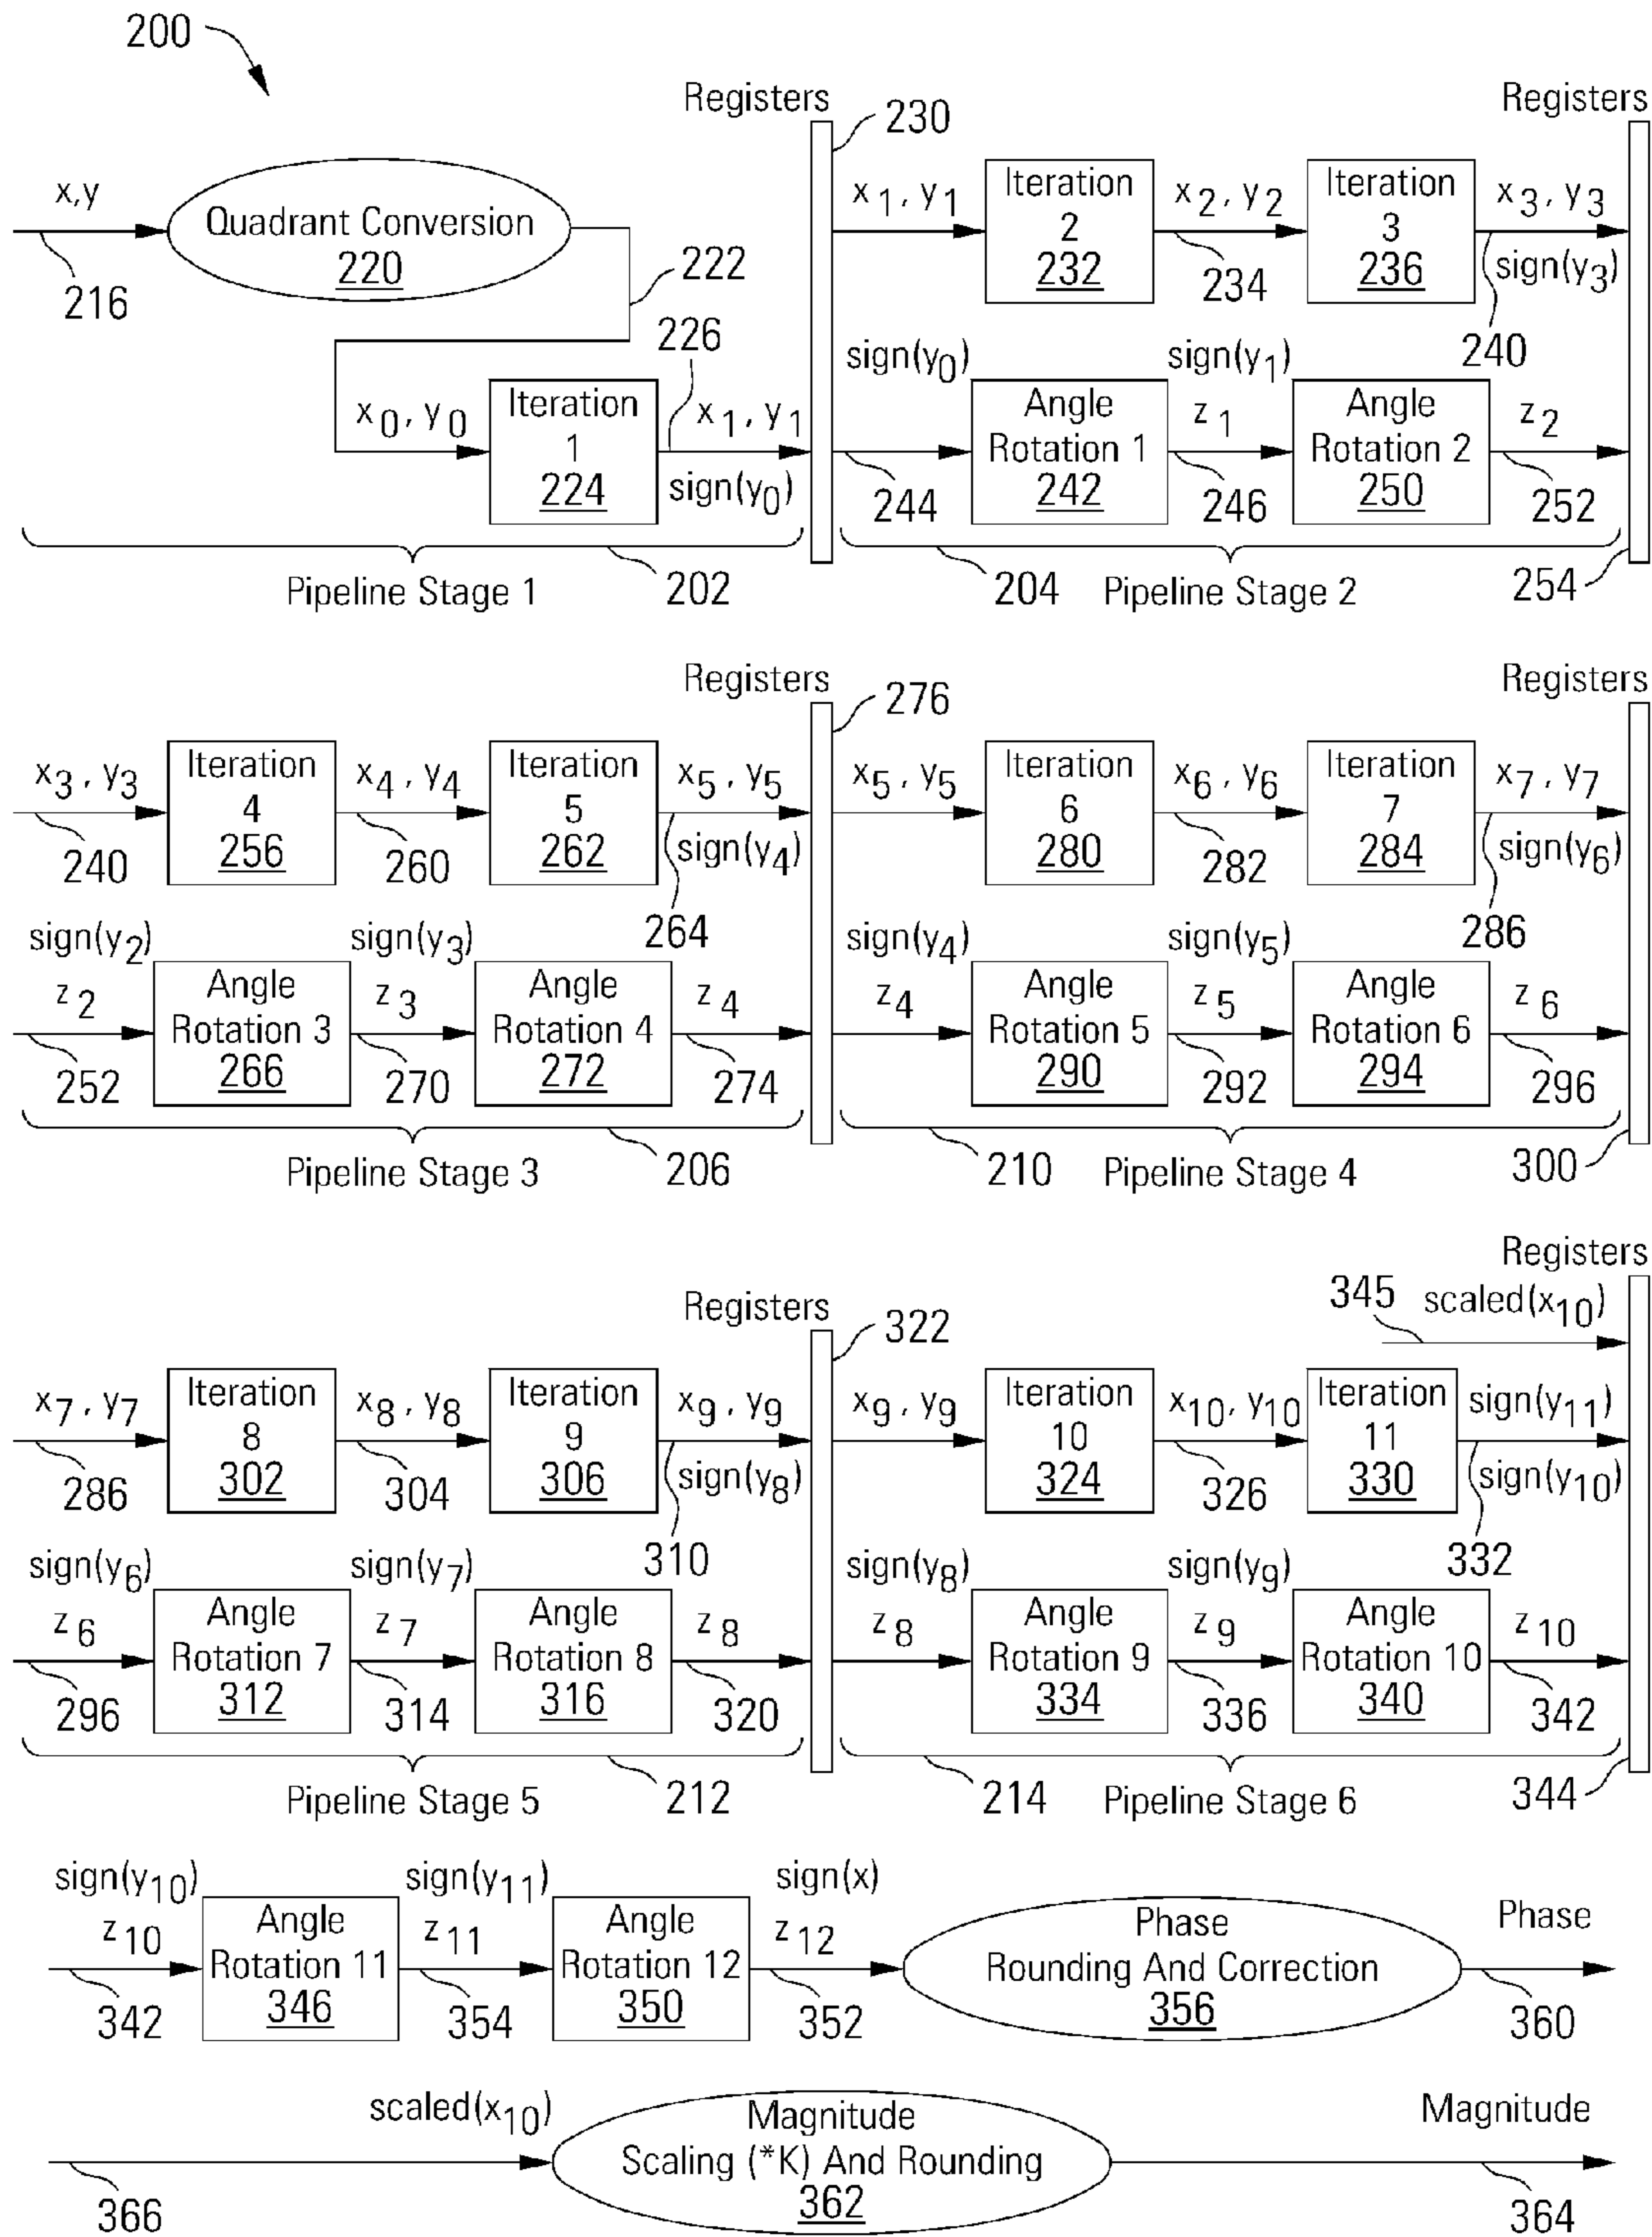 200
Registers
230
Registers
x,y
Quadrant Conversion
220
216
222
x1, y1
Iteration
2
232
x2, y2
234
Iteration
3
236
x3, y3
sign(y3)
240
226
x0, y0
Iteration
1
224
x1, y1
sign(y0)
sign(y0)
244
Angle
Rotation 1
242
sign(y1)
z1
246
Angle
Rotation 2
250
z2
252
Pipeline Stage 1
202
204
Pipeline Stage 2
254
Registers
276
Registers
x3, y3
240
Iteration
4
256
x4, y4
260
Iteration
5
262
x5, y5
sign(y4)
264
x5, y5
Iteration
6
280
x6, y6
282
Iteration
7
284
x7, y7
sign(y6)
286
sign(y2)
z2
252
Angle
Rotation 3
266
sign(y3)
z3
270
Angle
Rotation 4
272
z4
274
sign(y4)
z4
Angle
Rotation 5
290
sign(y5)
z5
292
Angle
Rotation 6
294
z6
296
Pipeline Stage 3
206
210
Pipeline Stage 4
300
Registers
322
Registers
345
scaled(x10)
x7, y7
286
Iteration
8
302
x8, y8
304
Iteration
9
306
x9, y9
sign(y8)
310
x9, y9
Iteration
10
324
x10, y10
326
Iteration
11
330
sign(y11)
sign(y10)
332
sign(y6)
z6
296
Angle
Rotation 7
312
sign(y7)
z7
314
Angle
Rotation 8
316
z8
320
sign(y8)
z8
Angle
Rotation 9
334
sign(y9)
z9
336
Angle
Rotation 10
340
z10
342
Pipeline Stage 5
212
214
Pipeline Stage 6
344
sign(y10)
z10
342
Angle
Rotation 11
346
sign(y11)
z11
354
Angle
Rotation 12
350
sign(x)
z12
352
Phase
Rounding And Correction
356
Phase
360
scaled(x10)
366
Magnitude
Scaling (*K) And Rounding
362
Magnitude
364